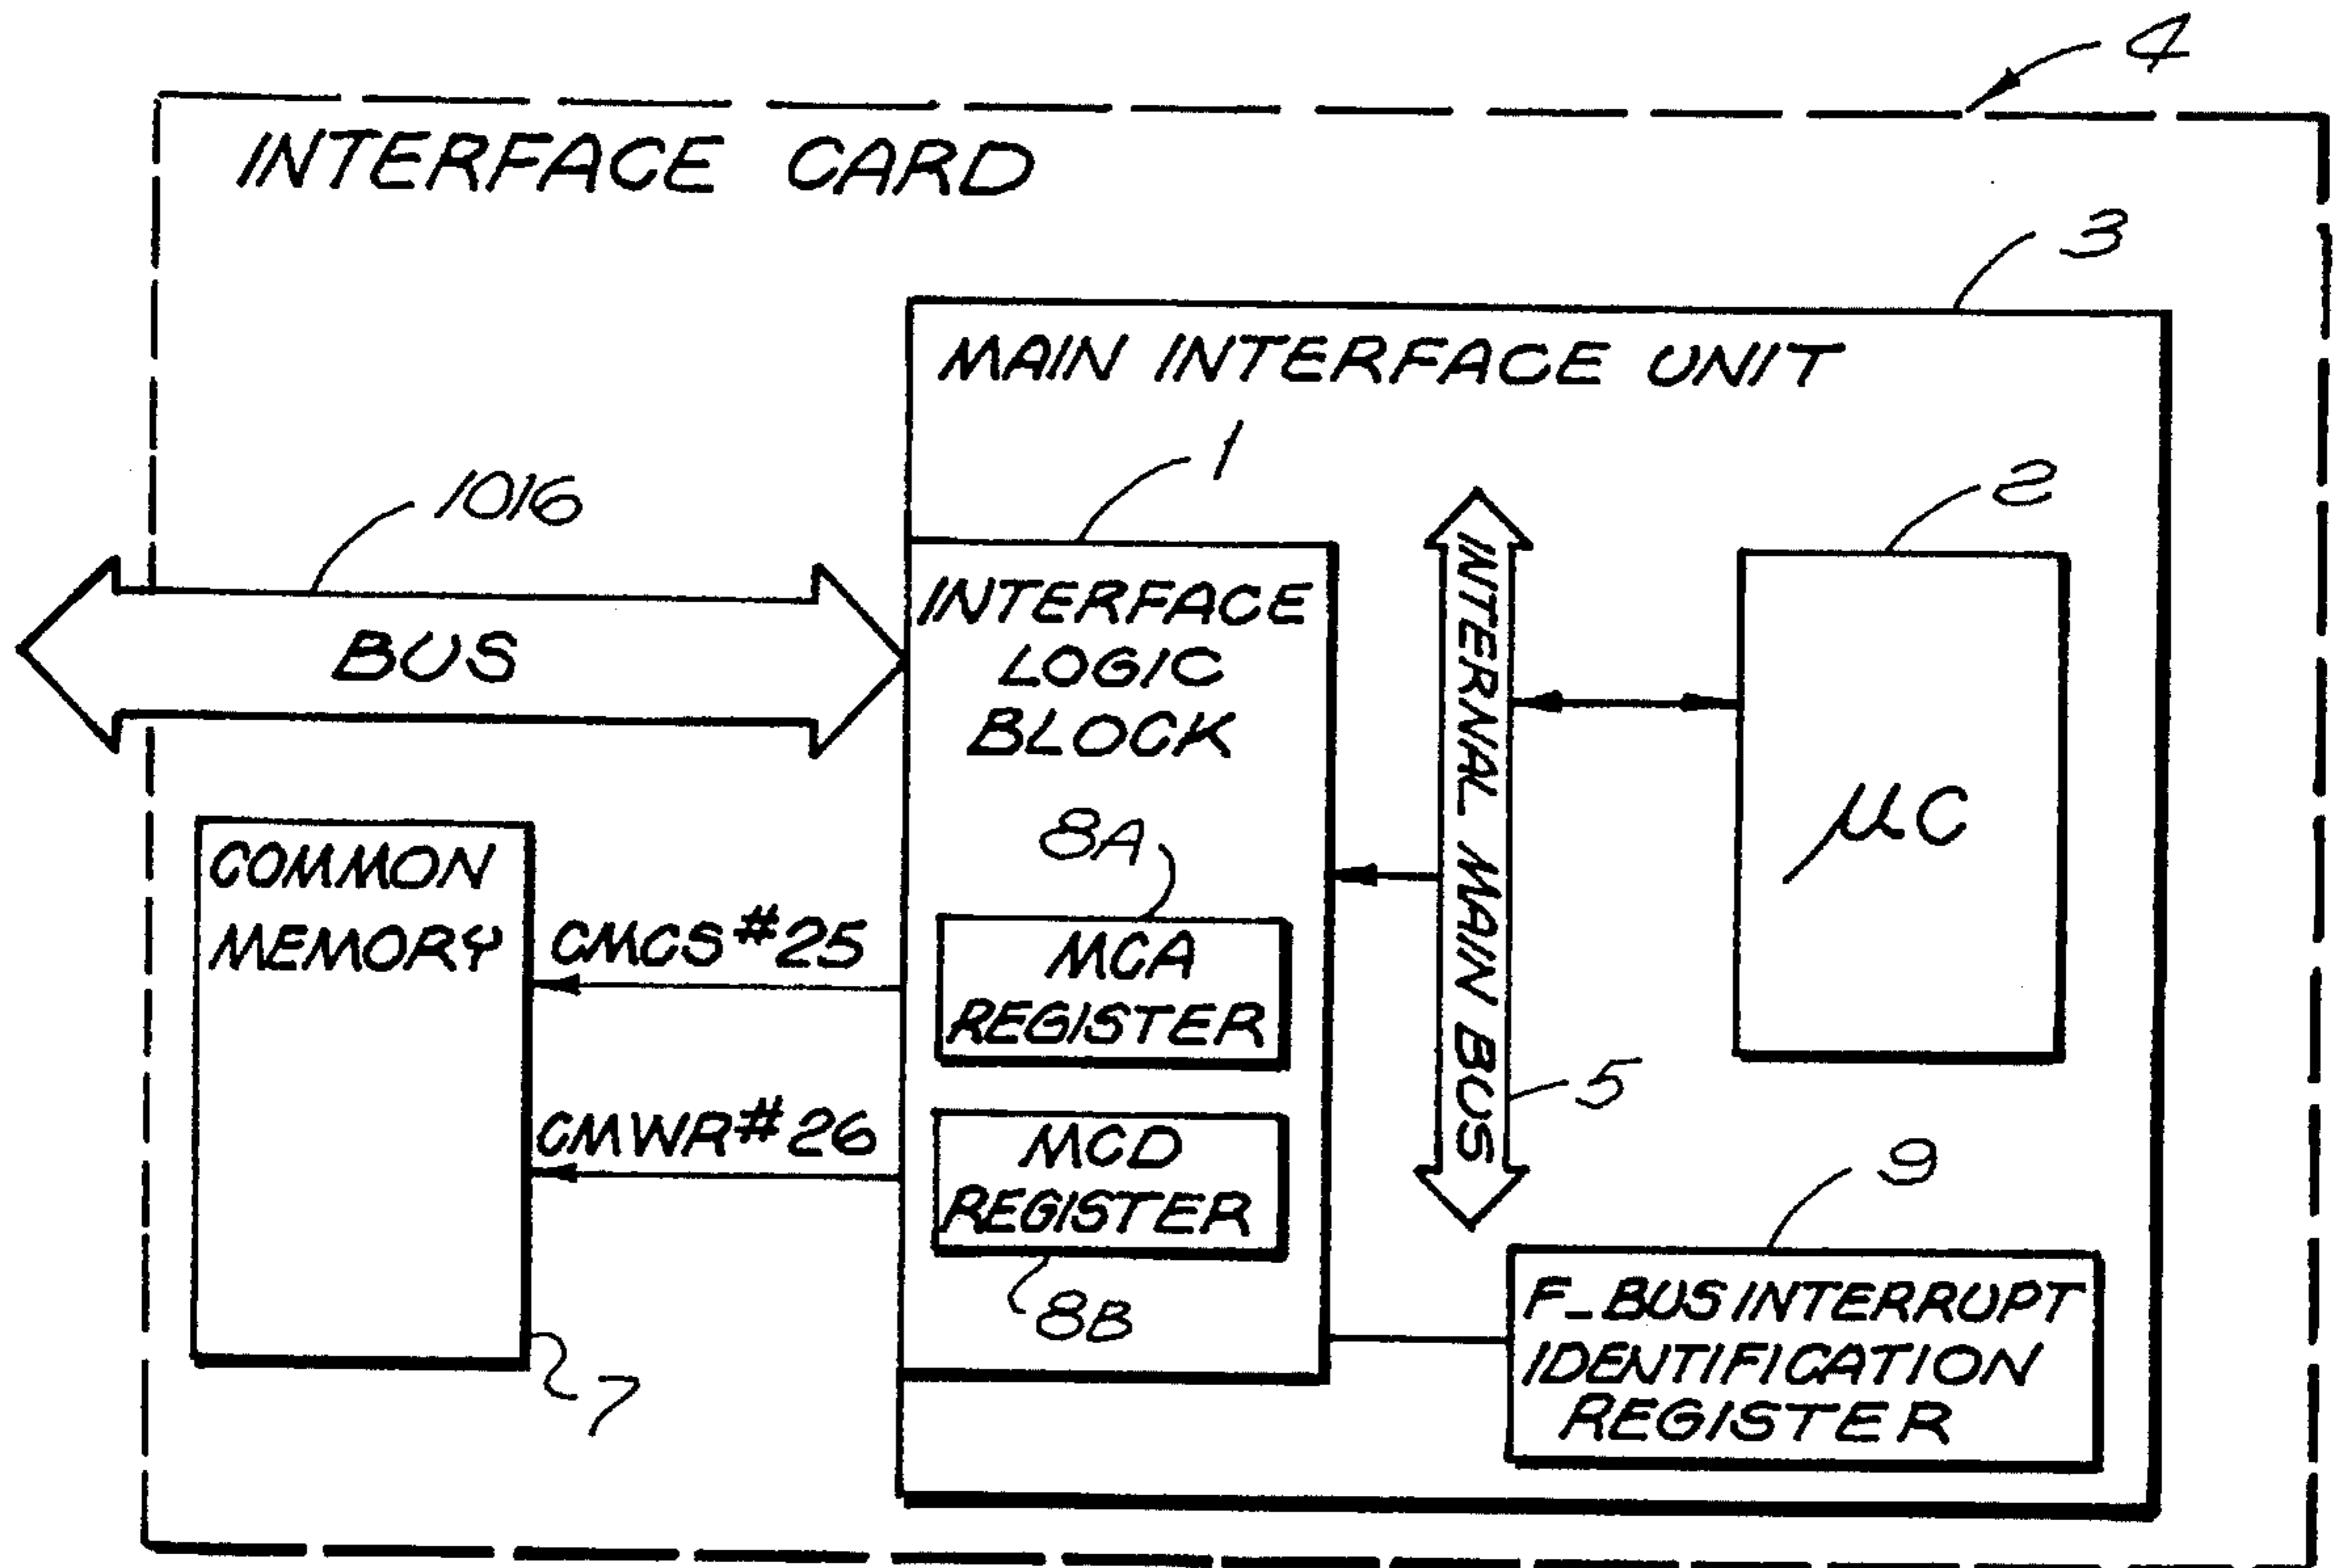 4
INTERFACE CARD
3
MAIN INTERFACE UNIT
1
2
1016
BUS
INTERFACE
LOGIC
BLOCK
INTERNAL MAIN BUS
μC
8A
COMMON
MEMORY
CMCS#25
MCA
REGISTER
5
CMWR#26
MCD
REGISTER
9
8B
F_BUS INTERRUPT
IDENTIFICATION
REGISTER
7